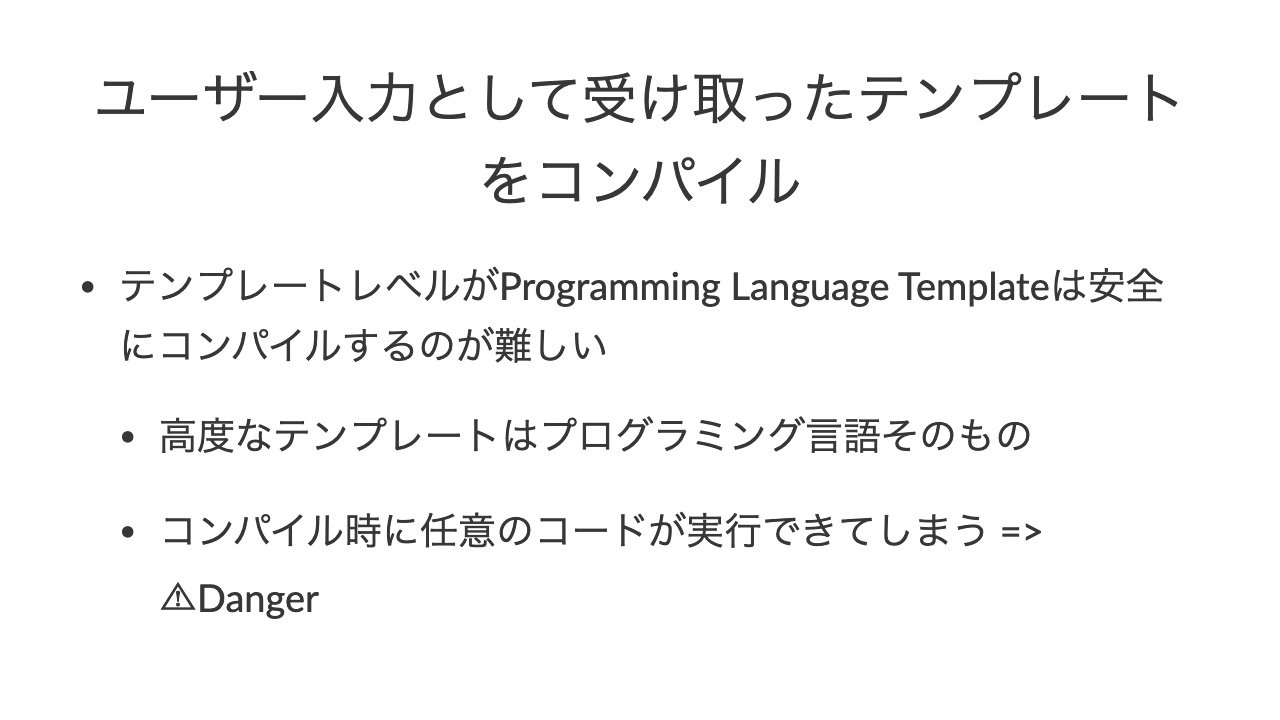 ユーザー入力として受け取ったテンプレート
をコンパイル
• テンプレートレベルがProgramming Language Templateは安全
にコンパイルするのが難しい
• 高度なテンプレートはプログラミング言語そのもの
• コンパイル時に任意のコードが実行できてしまう =>
⚠Danger